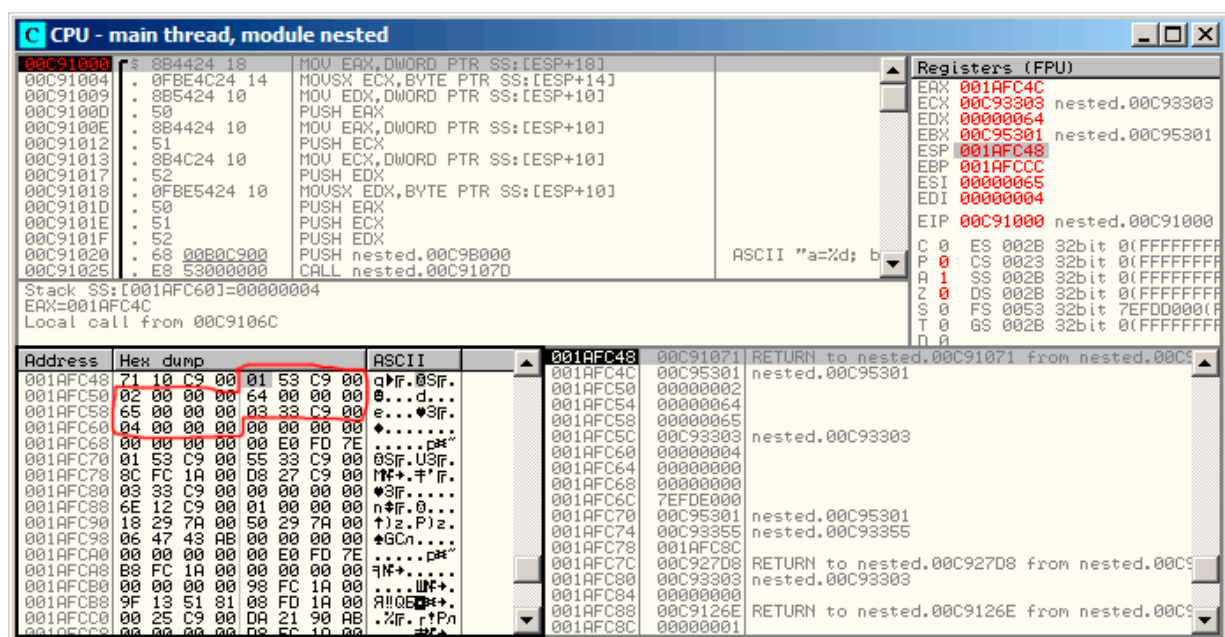 C CPU - main thread, module nested
00C91000 $ 8B4424 18 MOV EAX,DWORD PTR SS:[ESP+18]
00C91004 . 0FBE4C24 14 MOVSX ECX,BYTE PTR SS:[ESP+14]
00C91009 . 8B5424 10 MOV EDX,DWORD PTR SS:[ESP+10]
00C9100D . 50 PUSH EAX
00C9100E . 8B4424 10 MOV EAX,DWORD PTR SS:[ESP+10]
00C91012 . 51 PUSH ECX
00C91013 . 8B4C24 10 MOV ECX,DWORD PTR SS:[ESP+10]
00C91017 . 52 PUSH EDX
00C91018 . 0FBE5424 10 MOVSX EDX,BYTE PTR SS:[ESP+10]
00C9101D . 50 PUSH EAX
00C9101E . 51 PUSH ECX
00C9101F . 52 PUSH EDX
00C91020 . 68 00B0C900 PUSH nested.00C9B000 ASCII "a=%d; b
00C91025 . E8 53000000 CALL nested.00C9107D
Stack SS:[001AFC60]=00000004
EAX=001AFC4C
Local call from 00C9106C
Registers (FPU)
EAX 001AFC4C
ECX 00C93303 nested.00C93303
EDX 00000064
EBX 00C95301 nested.00C95301
ESP 001AFC48
EBP 001AFCCC
ESI 00000065
EDI 00000004
EIP 00C91000 nested.00C91000
C 0 ES 002B 32bit 0(FFFFFFFF
P 0 CS 0023 32bit 0(FFFFFFFF
A 1 SS 002B 32bit 0(FFFFFFFF
Z 0 DS 002B 32bit 0(FFFFFFFF
S 0 FS 0053 32bit 7EFDD000(F
T 0 GS 002B 32bit 0(FFFFFFFF
D 0
Address Hex dump ASCII
001AFC48 71 10 C9 00 01 53 C9 00
001AFC50 02 00 00 00 64 00 00 00
001AFC58 65 00 00 00 03 33 C9 00
001AFC60 04 00 00 00 00 00 00 00
001AFC68 00 00 00 00 00 E0 FD 7E
001AFC70 01 53 C9 00 55 33 C9 00
001AFC78 8C FC 1A 00 D8 27 C9 00
001AFC80 03 33 C9 00 00 00 00 00
001AFC88 6E 12 C9 00 01 00 00 00
001AFC90 18 29 7A 00 50 29 7A 00
001AFC98 06 47 43 AB 00 00 00 00
001AFCA0 00 00 00 00 00 E0 FD 7E
001AFCA8 B8 FC 1A 00 00 00 00 00
001AFCB0 00 00 00 00 98 FC 1A 00
001AFCB8 9F 13 51 81 08 FD 1A 00
001AFCC0 00 25 C9 00 DA 21 90 AB
001AFC48 00C91071 RETURN to nested.00C91071 from nested.00C9
001AFC4C 00C95301 nested.00C95301
001AFC50 00000002
001AFC54 00000064
001AFC58 00000065
001AFC5C 00C93303 nested.00C93303
001AFC60 00000004
001AFC64 00000000
001AFC68 00000000
001AFC6C 7EFDE000
001AFC70 00C95301 nested.00C95301
001AFC74 00C93355 nested.00C93355
001AFC78 001AFC8C
001AFC7C 00C927D8 RETURN to nested.00C927D8 from nested.00C9
001AFC80 00C93303 nested.00C93303
001AFC84 00000000
001AFC88 00C9126E RETURN to nested.00C9126E from nested.00C9
001AFC8C 00000001